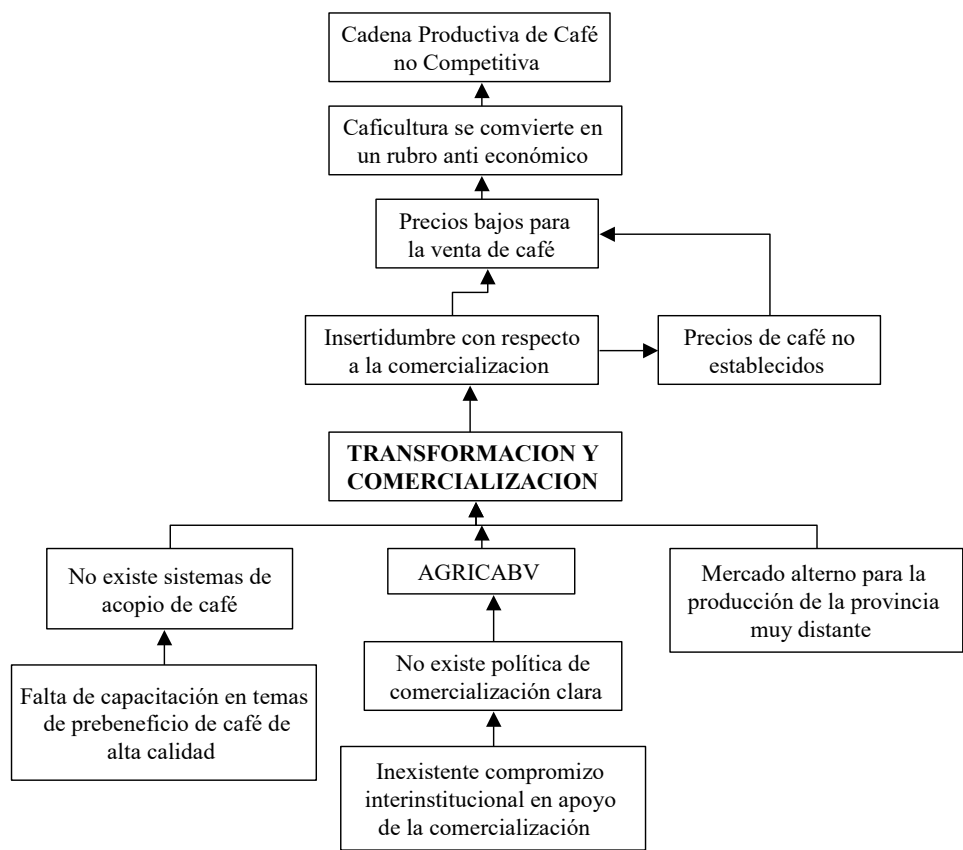 Cadena Productiva de Café
no Competitiva
Caficultura se comvierte en
un rubro anti económico
Precios bajos para
la venta de café
Insertidumbre con respecto
a la comercializacion
Precios de café no
establecidos
TRANSFORMACION Y
COMERCIALIZACION
No existe sistemas de
acopio de café
AGRICABV
Mercado alterno para la
producción de la provincia
muy distante
Falta de capacitación en temas
de prebeneficio de café de
alta calidad
No existe política de
comercialización clara
Inexistente compromizo
interinstitucional en apoyo
de la comercialización